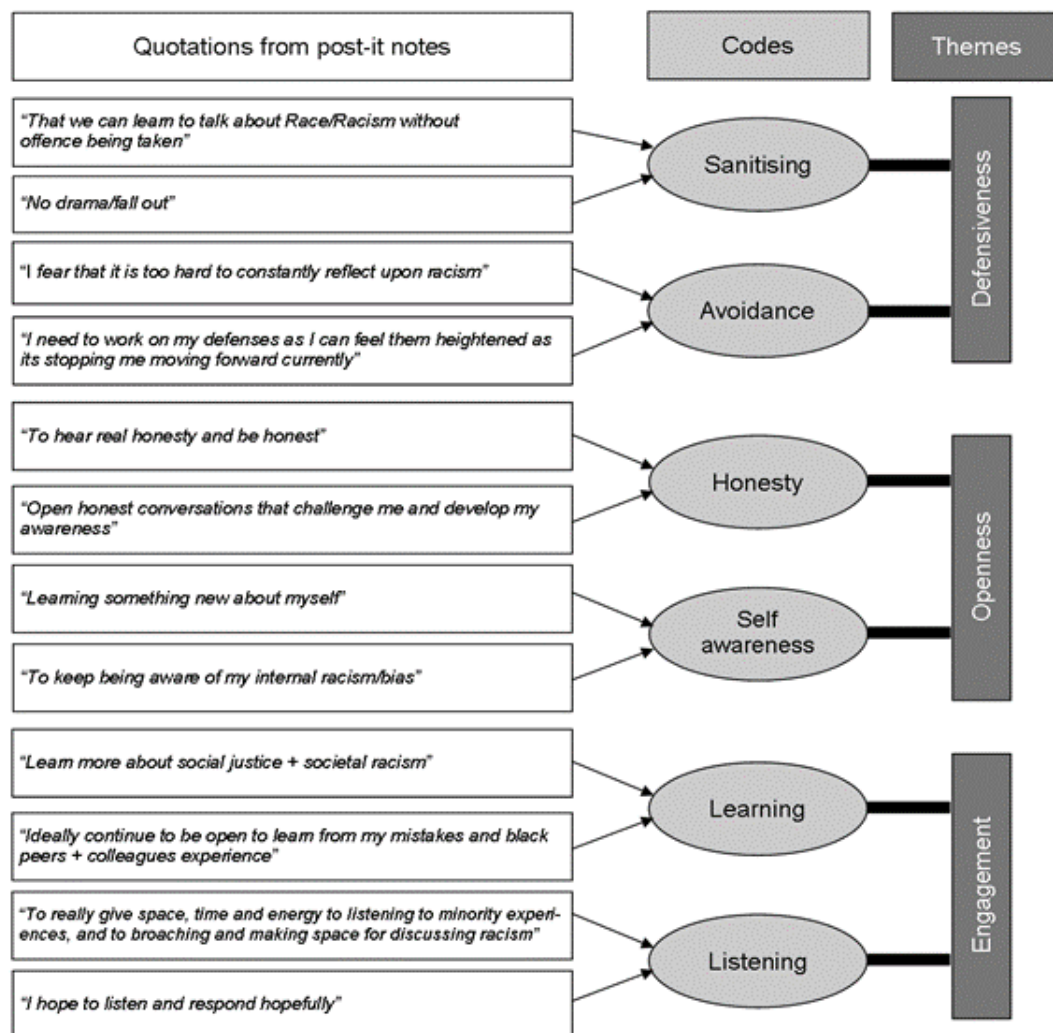 Quotations from post-it notes
Codes
Themes
“That we can learn to talk about Race/Racism without
offence being taken”
“No drama/fall out”
Sanitising
“I fear that it is too hard to constantly reflect upon racism”
“I need to work on my defenses as I can feel them heightened as
its stopping me moving forward currently”
Avoidance
Defensiveness
“To hear real honesty and be honest”
“Open honest conversations that challenge me and develop my
awareness”
Honesty
“Learning something new about myself”
“To keep being aware of my internal racism/bias”
Self
awareness
Openness
“Learn more about social justice + societal racism”
“Ideally continue to be open to learn from my mistakes and black
peers + colleagues experience”
Learning
“To really give space, time and energy to listening to minority experi-
ences, and to broaching and making space for discussing racism”
“I hope to listen and respond hopefully”
Listening
Engagement